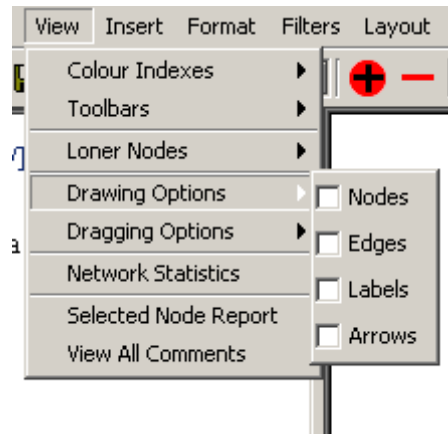 View Insert Format Filters Layout
Colour Indexes
Toolbars
Loner Nodes
Drawing Options
Nodes
Dragging Options
Edges
Network Statistics
Labels
Selected Node Report
Arrows
View All Comments